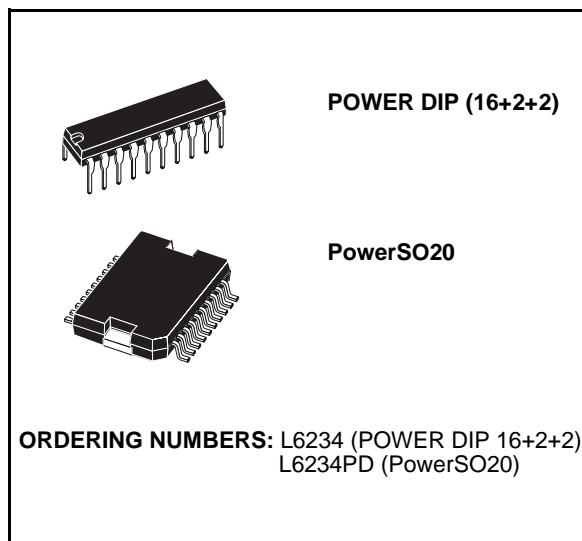 POWER DIP (16+2+2)
PowerSO20
ORDERING NUMBERS: L6234 (POWER DIP 16+2+2)
L6234PD (PowerSO20)